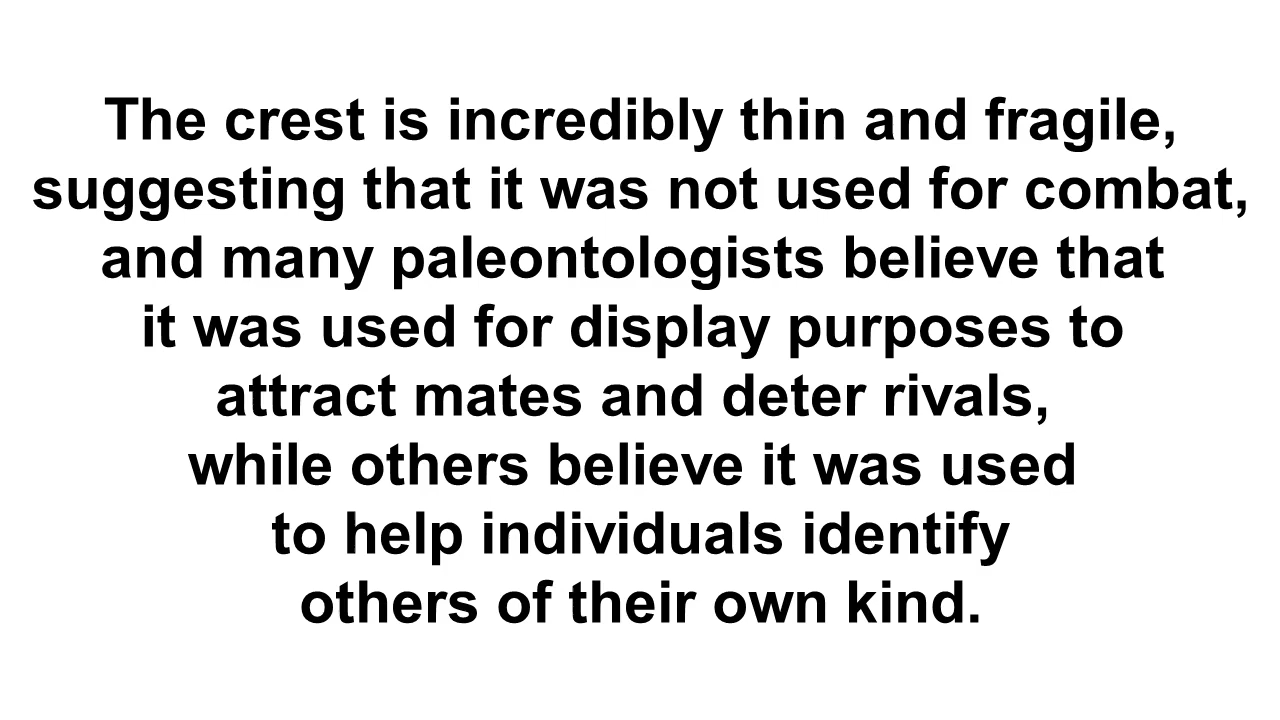 The crest is incredibly thin and fragile,
suggesting that it was not used for combat,
and many paleontologists believe that
it was used for display purposes to
attract mates and deter rivals,
while others believe it was used
to help individuals identify
others of their own kind.